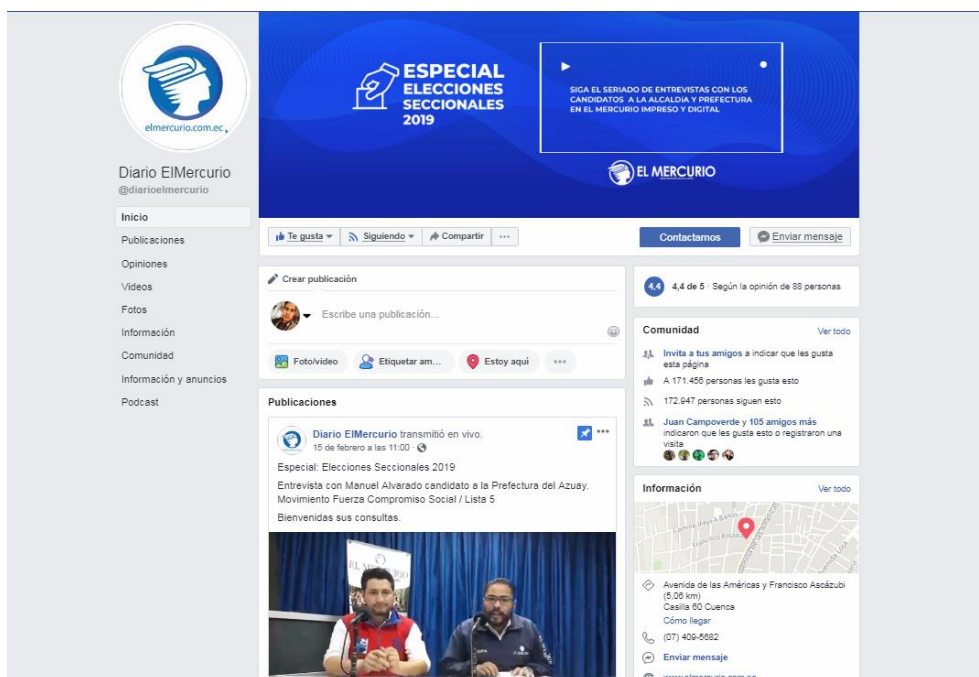 elmercurio.com.ec
Diario ElMercurio
@diarioelmercurio
Inicio
Publicaciones
Opiniones
Videos
Fotos
Información
Comunidad
Información y anuncios
Podcast
ESPECIAL
ELECCIONES
SECCIONALES
2019
SIGA EL SERIADO DE ENTREVISTAS CON LOS
CANDIDATOS A LA ALCALDIA Y PREFECTURA
EN EL MERCURIO IMPRESO Y DIGITAL
EL MERCURIO
Te gusta Siguiendo Compartir ...
Contactarnos Enviar mensaje
Crear publicación
Escribe una publicación...
Foto/video Etiquetar am... Estoy aquí ...
Publicaciones
Diario ElMercurio transmitió en vivo.
15 de febrero a las 11:00 ·
Especial: Elecciones Seccionales 2019
Entrevista con Manuel Alvarado candidato a la Prefectura del Azuay.
Movimiento Fuerza Compromiso Social / Lista 5
Bienvenidas sus consultas.
EL MERCURIO
4,4 4,4 de 5 · Según la opinión de 88 personas
Comunidad Ver todo
Invita a tus amigos a indicar que les gusta
esta página
A 171.456 personas les gusta esto
172.947 personas siguen esto
Juan Campoverde y 105 amigos más
indicaron que les gusta esto o registraron una
visita
Información Ver todo
Avenida de las Américas y Francisco Ascázubi
(5,06 km)
Casilla 60 Cuenca
Cómo llegar
(07) 409-5682
Enviar mensaje
www.elmercurio.com.ec